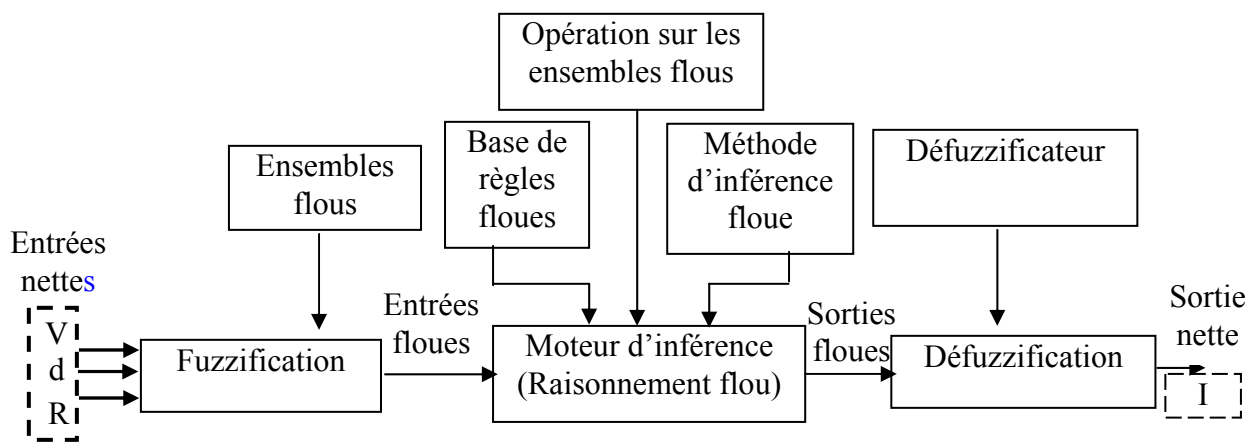 Opération sur les
ensembles flous
Base de
règles
floues
Méthode
d’inférence
floue
Défuzzificateur
Ensembles
flous
Entrées
nettes
V
d
R
Fuzzification
Entrées
floues
Moteur d’inférence
(Raisonnement flou)
Sorties
floues
Défuzzification
Sortie
nette
I